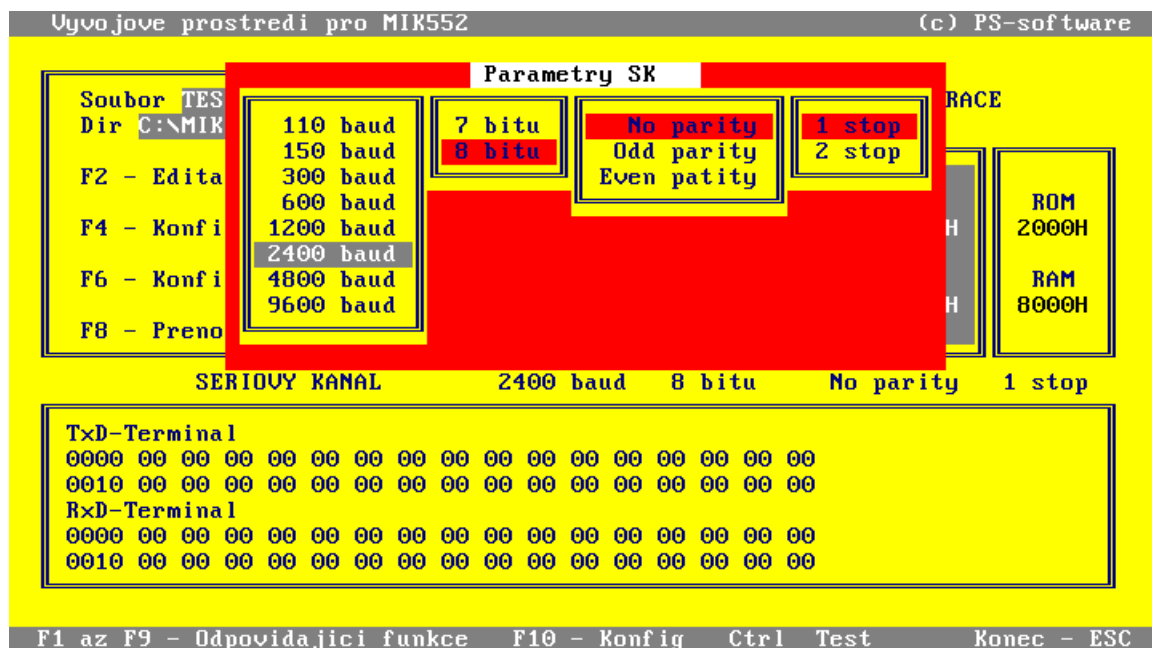 Vyvojove prostredi pro MIK552 (c) PS-software
Parametry SK
Soubor TES RACE
Dir C:\MIK 110 baud 7 bitu No parity 1 stop
150 baud 8 bitu Odd parity 2 stop
F2 - Edita 300 baud Even patity
600 baud ROM
F4 - Konfi 1200 baud H 2000H
2400 baud
F6 - Konfi 4800 baud RAM
9600 baud H 8000H
F8 - Preno
SERIOVY KANAL 2400 baud 8 bitu No parity 1 stop
TxD-Terminal
0000 00 00 00 00 00 00 00 00 00 00 00 00 00 00 00 00
0010 00 00 00 00 00 00 00 00 00 00 00 00 00 00 00 00
RxD-Terminal
0000 00 00 00 00 00 00 00 00 00 00 00 00 00 00 00 00
0010 00 00 00 00 00 00 00 00 00 00 00 00 00 00 00 00
F1 az F9 - Odpovidajici funkce F10 - Konfig Ctrl Test Konec - ESC